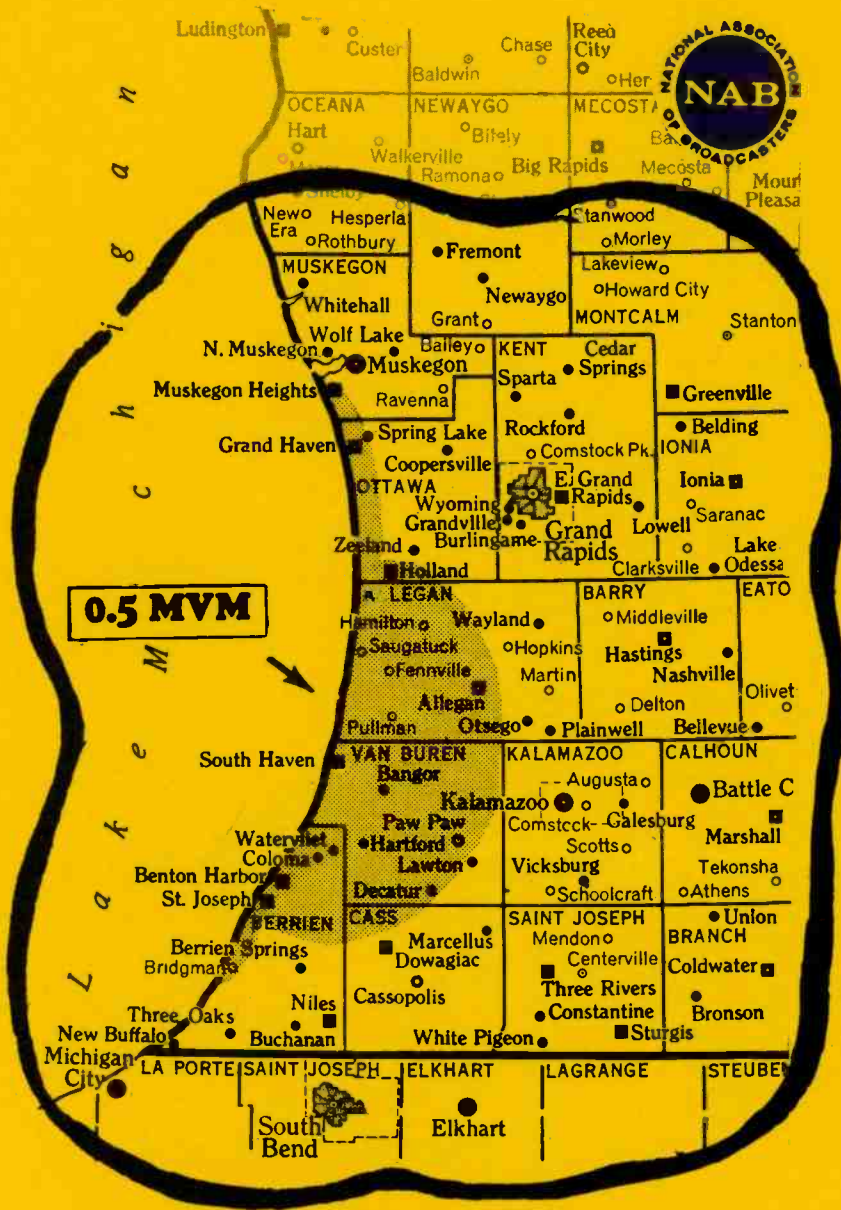 Ludington
Custer
Chase
Reed
City
Baldwin
Her
NATIONAL ASSOCIATION
NAB
OF BROADCASTERS
OCEANA
NEWAYGO
MECOSTA
Hart
Bitely
Walkerville
Ramona
Big Rapids
Mecosta
Shelby
Moun
Pleasa
New
Era
Hesperia
Rothbury
Stanwood
Morley
Fremont
MUSKEGON
Lakeview
Howard City
Newaygo
Whitehall
MONTCALM
Grant
Stanton
Wolf Lake
N. Muskegon
Bailey
KENT
Cedar
Springs
Muskegon
Sparta
Muskegon Heights
Ravenna
Greenville
Rockford
Belding
Grand Haven
Spring Lake
Coopersville
Comstock Pk.
IONIA
OTTAWA
E. Grand
Rapids
Ionia
Wyoming
Grandville
Burlingame
Grand
Rapids
Lowell
Saranac
Zeeland
Holland
Clarksville
Lake
Odessa
0.5 MVM
ALLEGAN
BARRY
EATO
Hamilton
Wayland
Middleville
Saugatuck
Hopkins
Hastings
Fennville
Martin
Nashville
Allegan
Delton
Olivet
Pullman
Otsego
Plainwell
Bellevue
South Haven
VAN BUREN
KALAMAZOO
CALHOUN
Bangor
Augusta
Battle C
Kalamazoo
Paw Paw
Comstock
Galesburg
Marshall
Watervliet
Coloma
Hartford
Scotts
Lawton
Vicksburg
Tekonsha
Benton Harbor
Decatur
Schoolcraft
Athens
St. Joseph
BERRIEN
CASS
SAINT JOSEPH
Union
BRANCH
Berrien Springs
Marcellus
Mendon
Bridgman
Dowagiac
Centerville
Coldwater
Three Rivers
Cassopolis
Niles
Constantine
Bronson
Three Oaks
Buchanan
White Pigeon
Sturgis
New Buffalo
Michigan
City
LA PORTE
SAINT JOSEPH
ELKHART
LAGRANGE
STEUBEN
South
Bend
Elkhart
Lake Michigan